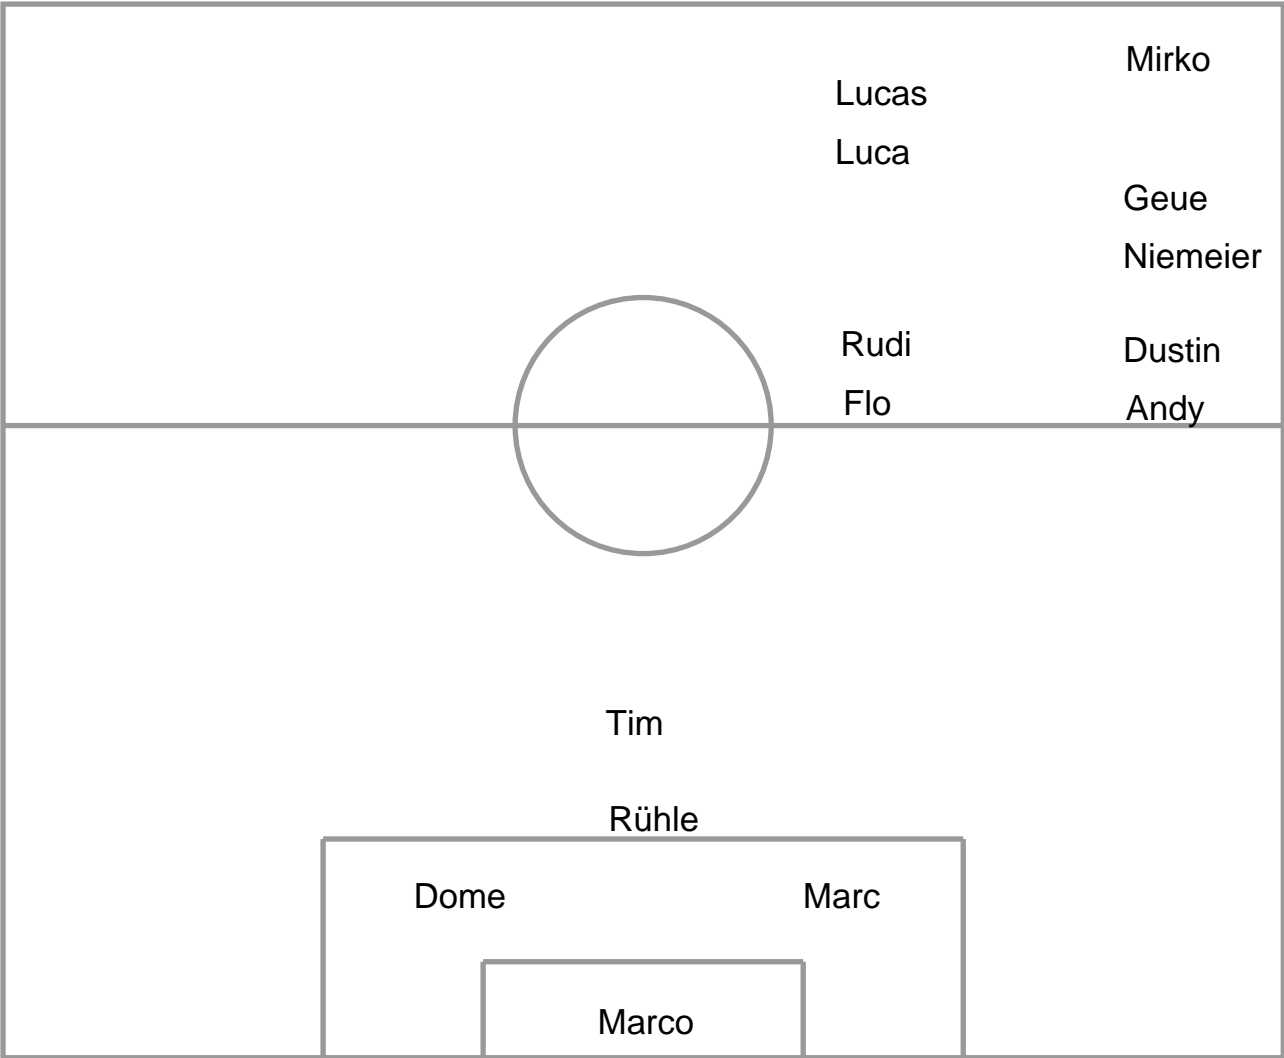 Mirko
Lucas
Luca
Geue
Niemeier
Rudi
Dustin
Flo
Andy
Tim
Rühle
Dome
Marc
Marco